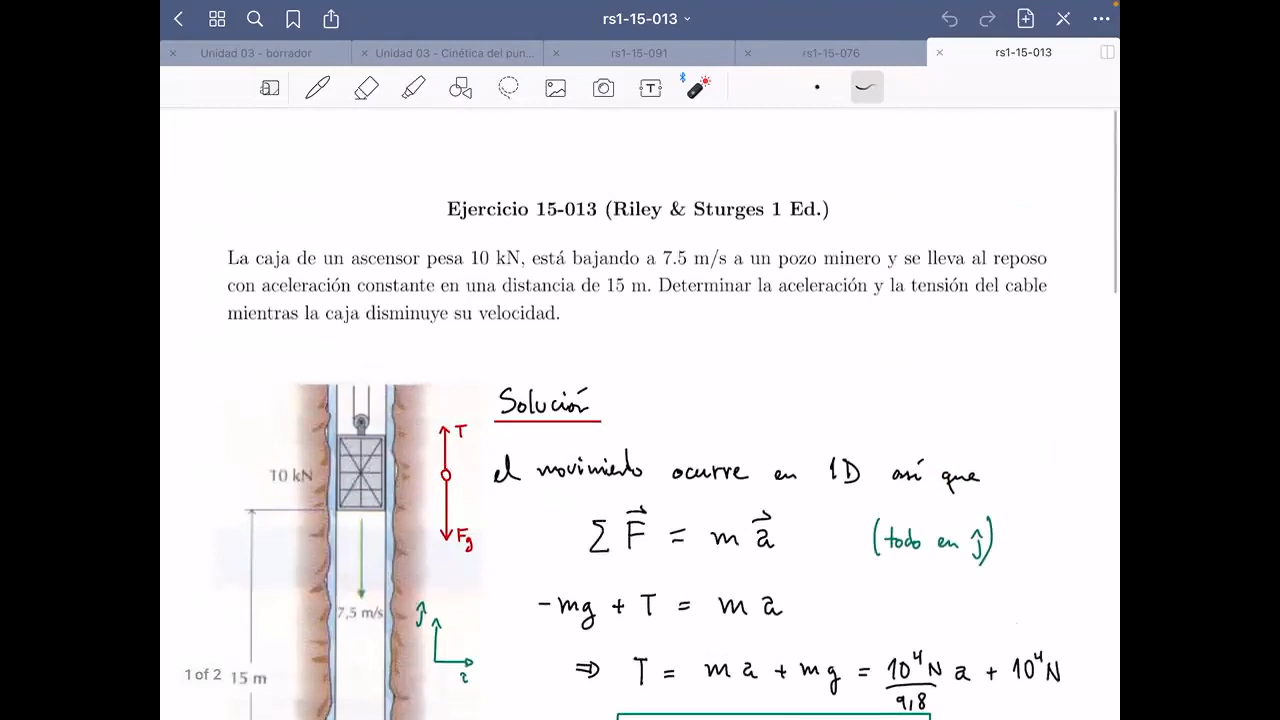 rs1-15-013
Unidad 03 - borrador
Unidad 03 - Cinética del pun...
rs1-15-091
rs1-15-076
rs1-15-013
T
Ejercicio 15-013 (Riley & Sturges 1 Ed.)
La caja de un ascensor pesa 10 kN, está bajando a 7.5 m/s a un pozo minero y se lleva al reposo
con aceleración constante en una distancia de 15 m. Determinar la aceleración y la tensión del cable
mientras la caja disminuye su velocidad.
Solución
T
10 kN
Fg
7,5 m/s
ĵ
î
1 of 2
15 m
el movimiento ocurre en 1D así que
∑ F⃗ = m a⃗ (todo en ĵ)
-mg + T = m a
⇒ T = m a + mg = 10⁴N/9,8 a + 10⁴N